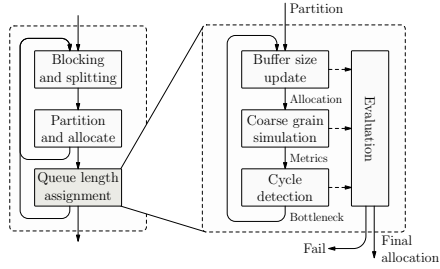 Partition
Blocking
and splitting
Partition
and allocate
Queue length
assignment
Buffer size
update
Allocation
Coarse grain
simulation
Metrics
Cycle
detection
Bottleneck
Evaluation
Fail
Final
allocation